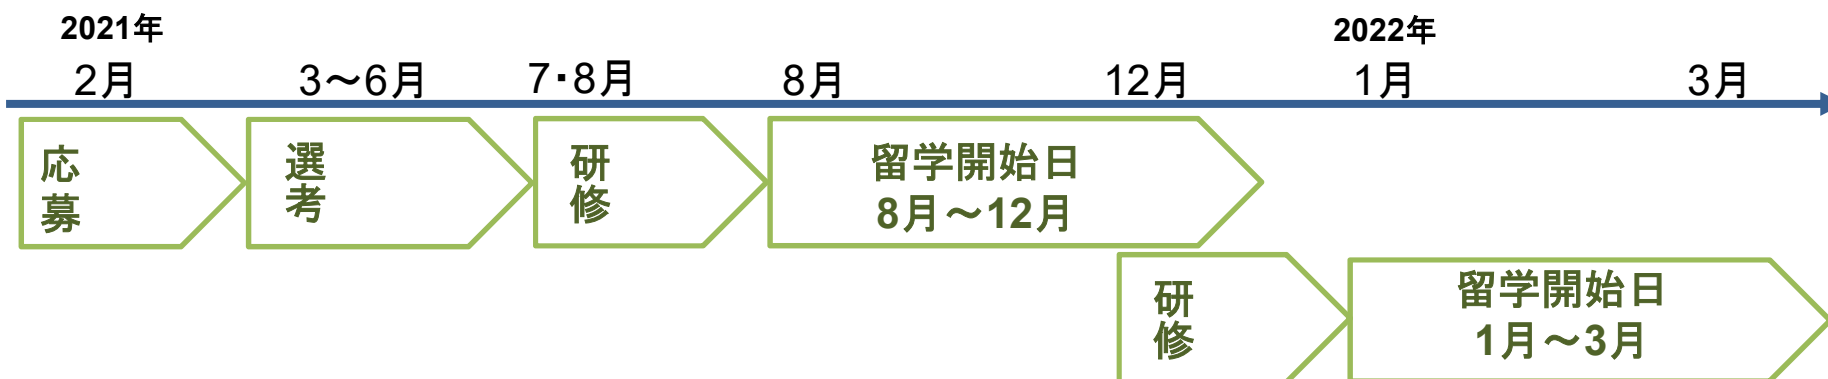 2021年
2022年
2月
3～6月
7・8月
8月
12月
1月
3月
応募
選考
研修
留学開始日
8月～12月
研修
留学開始日
1月～3月